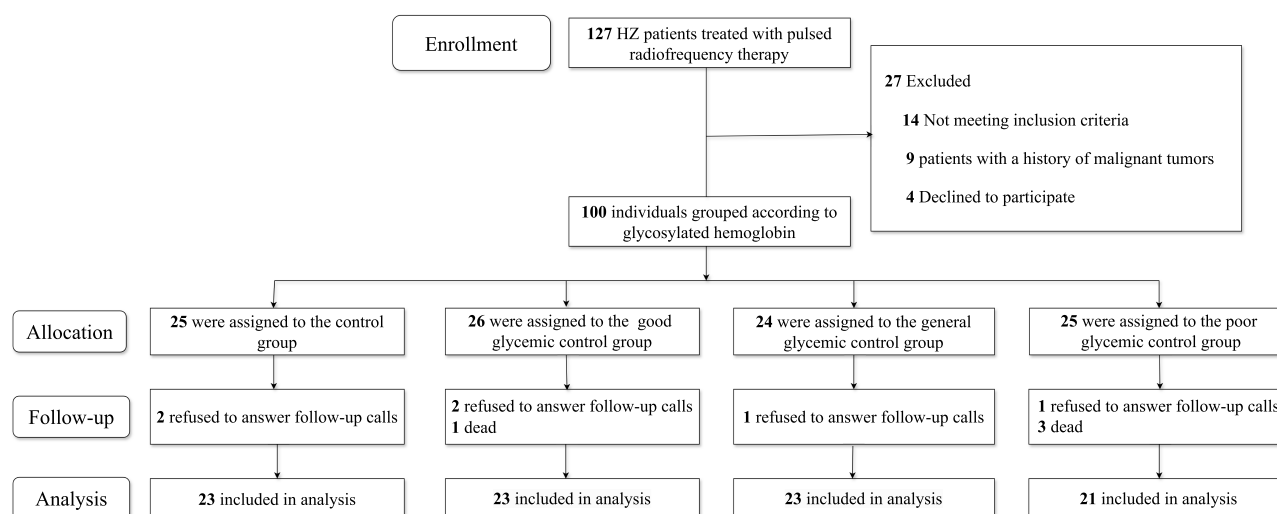 Enrollment
127 HZ patients treated with pulsed
radiofrequency therapy
27 Excluded
14 Not meeting inclusion criteria
9 patients with a history of malignant tumors
4 Declined to participate
100 individuals grouped according to
glycosylated hemoglobin
Allocation
25 were assigned to the control
group
26 were assigned to the good
glycemic control group
24 were assigned to the general
glycemic control group
25 were assigned to the poor
glycemic control group
Follow-up
2 refused to answer follow-up calls
2 refused to answer follow-up calls
1 dead
1 refused to answer follow-up calls
1 refused to answer follow-up calls
3 dead
Analysis
23 included in analysis
23 included in analysis
23 included in analysis
21 included in analysis